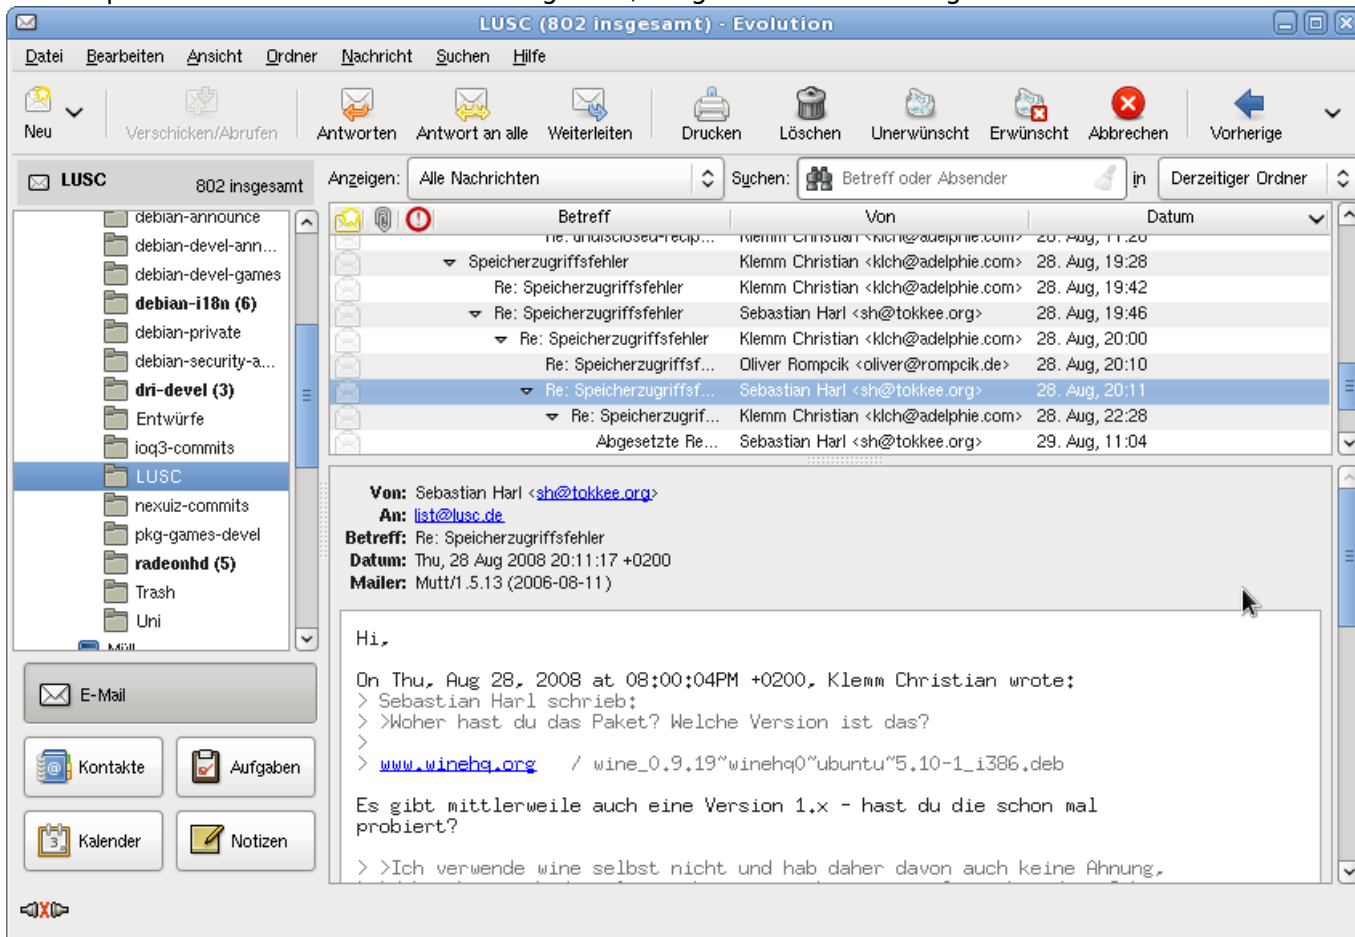 LUSC (802 insgesamt) - Evolution
Datei Bearbeiten Ansicht Ordner Nachricht Suchen Hilfe
Neu Verschicken/Abrufen Antworten Antwort an alle Weiterleiten Drucken Löschen Unerwünscht Erwünscht Abbrechen Vorherige
LUSC 802 insgesamt
Anzeigen: Alle Nachrichten Suchen: Betreff oder Absender in Derzeitiger Ordner
debian-announce
debian-devel-ann...
debian-devel-games
debian-i18n (6)
debian-private
debian-security-a...
dri-devel (3)
Entwürfe
ioq3-commits
LUSC
nexuiz-commits
pkg-games-devel
radeonhd (5)
Trash
Uni
Müll
E-Mail
Kontakte Aufgaben
Kalender Notizen
Betreff Von Datum
Re: undisclosed-recip... Klemm Christian <klch@adelphie.com> 28. Aug, 11:20
Speicherzugriffsfehler Klemm Christian <klch@adelphie.com> 28. Aug, 19:28
Re: Speicherzugriffsfehler Klemm Christian <klch@adelphie.com> 28. Aug, 19:42
Re: Speicherzugriffsfehler Sebastian Harl <sh@tokkee.org> 28. Aug, 19:46
Re: Speicherzugriffsfehler Klemm Christian <klch@adelphie.com> 28. Aug, 20:00
Re: Speicherzugriffsf... Oliver Rompcik <oliver@rompcik.de> 28. Aug, 20:10
Re: Speicherzugriffsf... Sebastian Harl <sh@tokkee.org> 28. Aug, 20:11
Re: Speicherzugrif... Klemm Christian <klch@adelphie.com> 28. Aug, 22:28
Abgesetzte Re... Sebastian Harl <sh@tokkee.org> 29. Aug, 11:04
Von: Sebastian Harl <sh@tokkee.org>
An: list@lusc.de
Betreff: Re: Speicherzugriffsfehler
Datum: Thu, 28 Aug 2008 20:11:17 +0200
Mailer: Mutt/1.5.13 (2006-08-11)
Hi,
On Thu, Aug 28, 2008 at 08:00:04PM +0200, Klemm Christian wrote:
> Sebastian Harl schrieb:
> >Woher hast du das Paket? Welche Version ist das?
>
> www.winehq.org / wine_0.9.19~winehq0~ubuntu~5.10-1_i386.deb
Es gibt mittlerweile auch eine Version 1.x - hast du die schon mal
probiert?
> >Ich verwende wine selbst nicht und hab daher davon auch keine Ahnung,